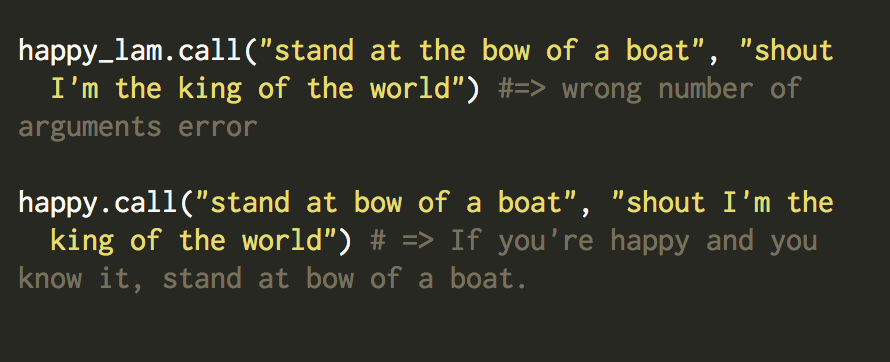 happy_lam.call("stand at the bow of a boat", "shout
I'm the king of the world") #=> wrong number of
arguments error
happy.call("stand at bow of a boat", "shout I'm the
king of the world") # => If you're happy and you
know it, stand at bow of a boat.